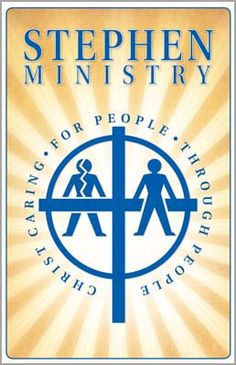 STEPHEN
MINISTRY
CHRIST CARING • FOR PEOPLE • THROUGH PEOPLE